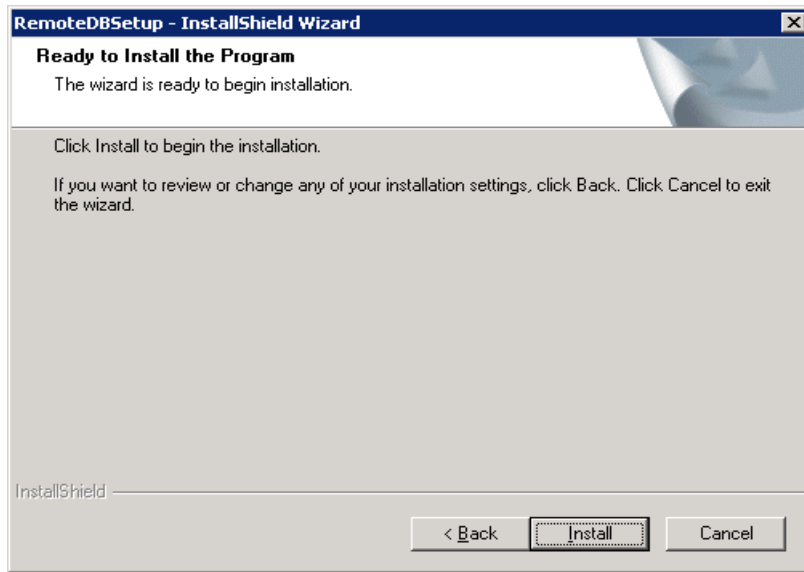 RemoteDBSetup - InstallShield Wizard
Ready to Install the Program
The wizard is ready to begin installation.
Click Install to begin the installation.
If you want to review or change any of your installation settings, click Back. Click Cancel to exit
the wizard.
InstallShield
< Back
Install
Cancel